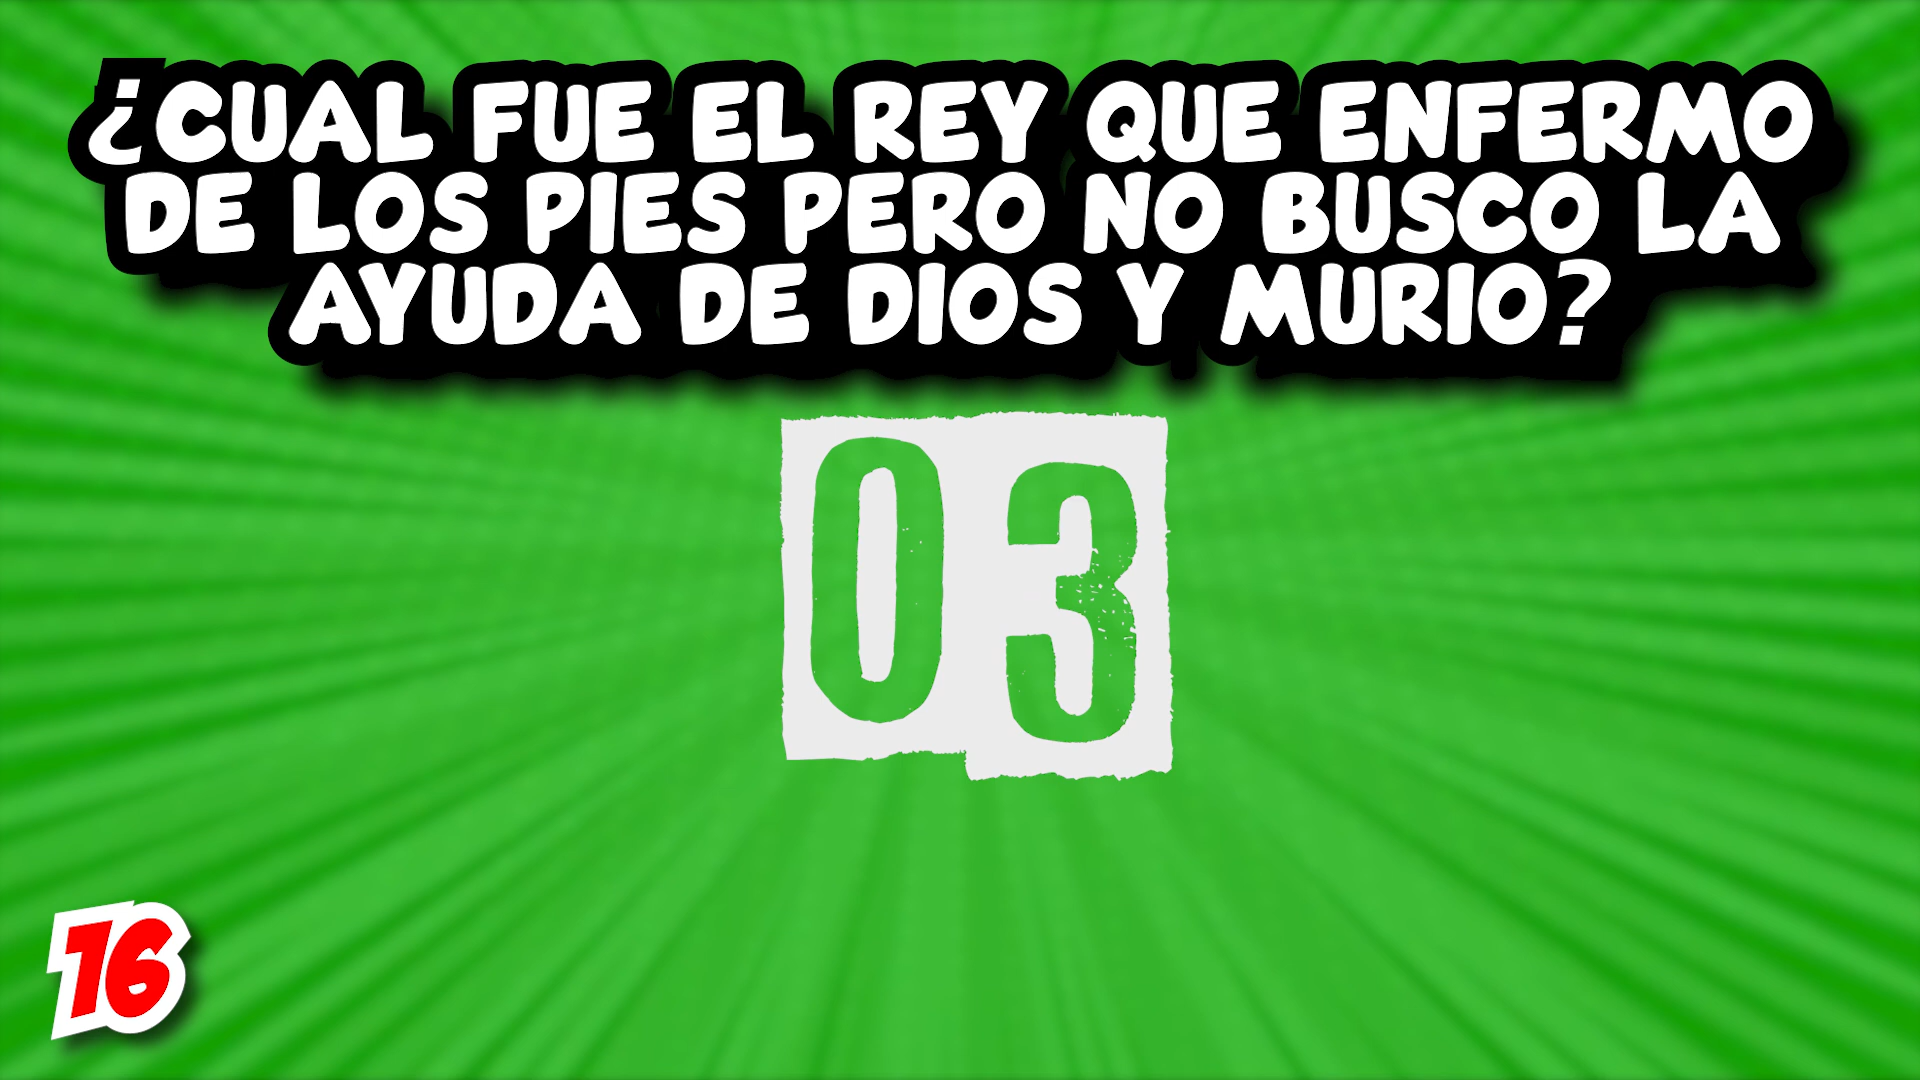 ¿CUAL FUE EL REY QUE ENFERMO
DE LOS PIES PERO NO BUSCO LA
AYUDA DE DIOS Y MURIO?
03
16